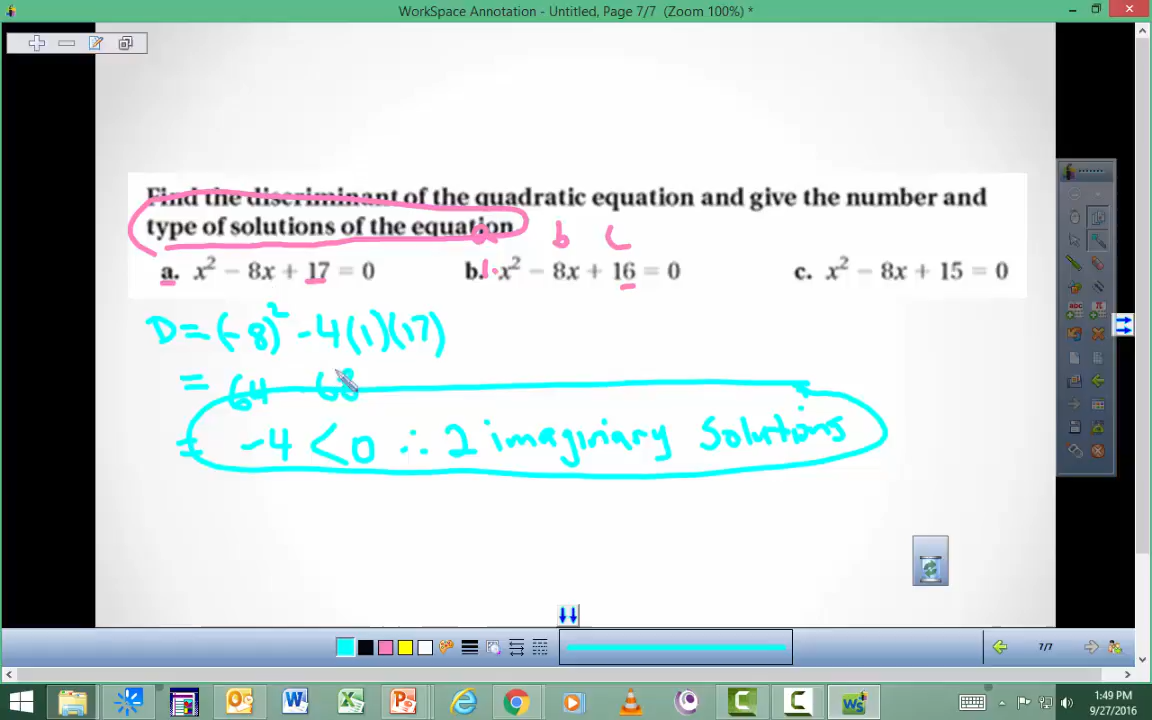 WorkSpace Annotation - Untitled, Page 7/7 (Zoom 100%) *
Find the discriminant of the quadratic equation and give the number and
type of solutions of the equation
a b c
a. x² − 8x + 17 = 0 b. 1·x² − 8x + 16 = 0 c. x² − 8x + 15 = 0
D = (-8)² - 4(1)(17)
= 64 68
= -4 < 0 ∴ 2 imaginary Solutions
ABC
7/7
1:49 PM
9/27/2016